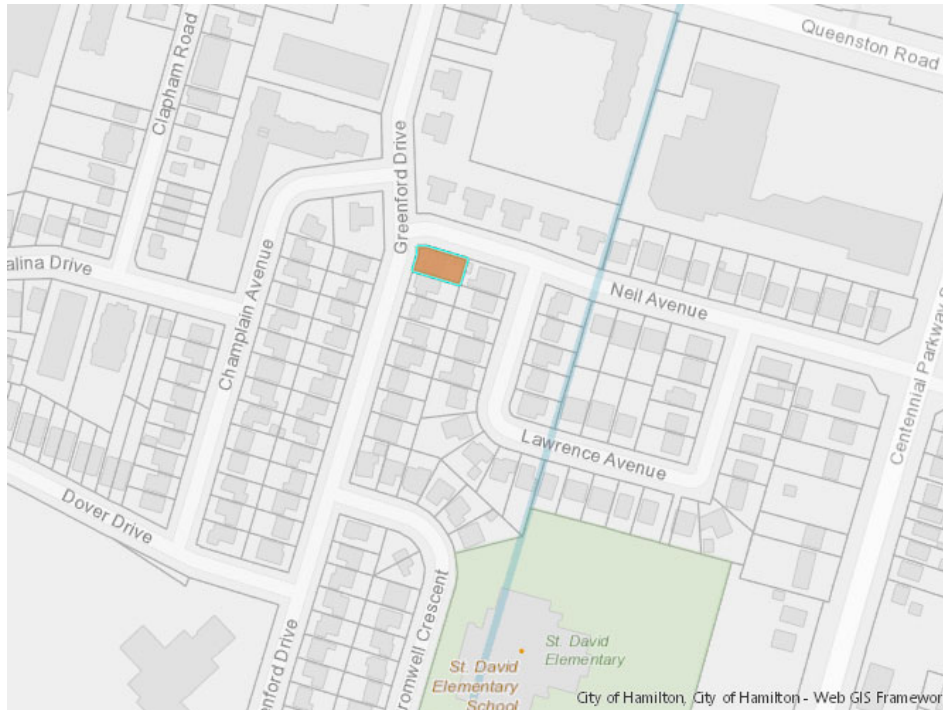 Queenston Road
Clapham Road
Greenford Drive
alina Drive
Champlain Avenue
Neil Avenue
Centennial Parkway S
Lawrence Avenue
Dover Drive
romwell Crescent
enford Drive
St. David
Elementary
St. David
Elementary
School
City of Hamilton, City of Hamilton - Web GIS Framewor